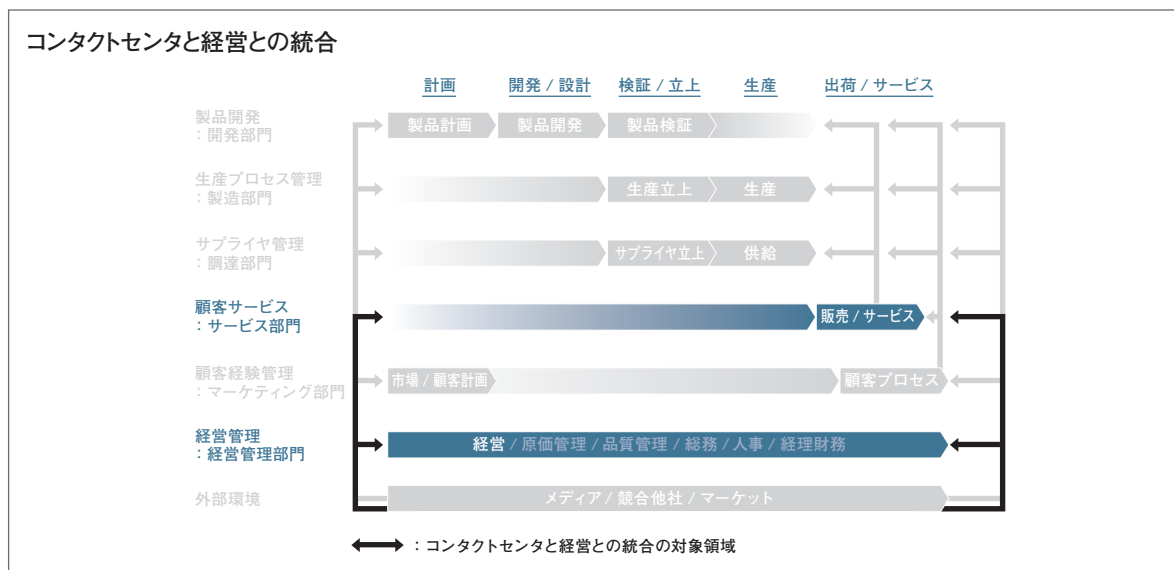 コンタクトセンタと経営との統合
計画 開発 / 設計 検証 / 立上 生産 出荷 / サービス
製品開発
：開発部門
製品計画 製品開発 製品検証
生産プロセス管理
：製造部門
生産立上 生産
サプライヤ管理
：調達部門
サプライヤ立上 供給
顧客サービス
：サービス部門
販売 / サービス
顧客経験管理
：マーケティング部門
市場 / 顧客計画 顧客プロセス
経営管理
：経営管理部門
経営 / 原価管理 / 品質管理 / 総務 / 人事 / 経理財務
外部環境
メディア / 競合他社 / マーケット
：コンタクトセンタと経営との統合の対象領域